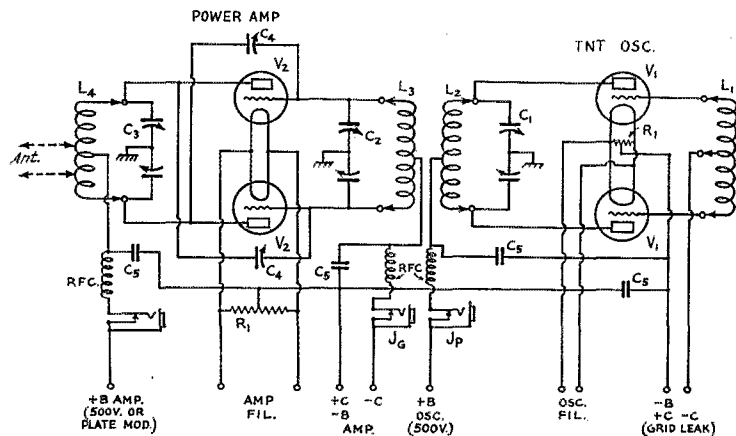 POWER AMP
TNT OSC.
C4
V2
L4
C3
Ant.
L3
C2
L2
C1
V1
R1
L1
V2
V1
C5
C4
C5
C5
C5
RFC.
RFC
R1
JG
JP
+B AMP.
(500V. OR
PLATE MOD.)
AMP
FIL.
+C
-B
-C
AMP.
+B
OSC.
(500V.)
OSC.
FIL.
-B
+C
-C
(GRID LEAK)